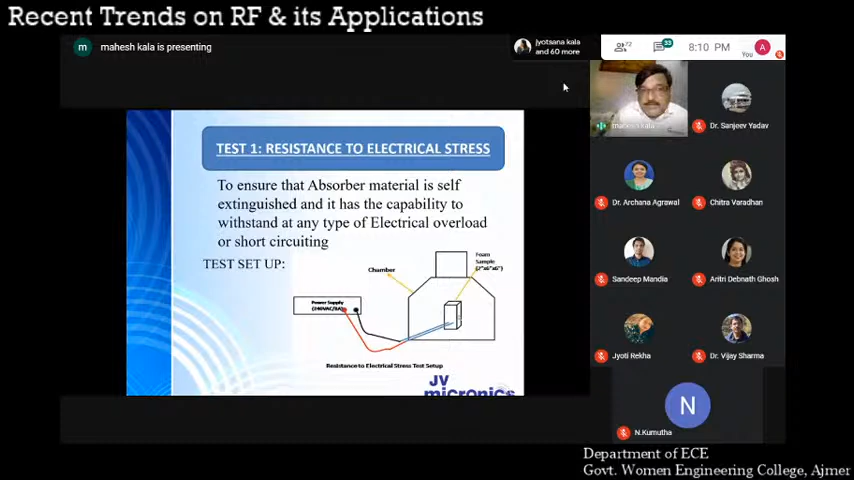 Recent Trends on RF & its Applications
m mahesh kala is presenting
jyotsana kala
and 60 more
72
33
8:10 PM
You
A
TEST 1: RESISTANCE TO ELECTRICAL STRESS
To ensure that Absorber material is self
extinguished and it has the capability to
withstand at any type of Electrical overload
or short circuiting
TEST SET UP:
Chamber
Foam
Sample
Power Supply
Resistance to Electrical Stress Test Setup
JV
micronics
mahesh kala
Dr. Sanjeev Yadav
Dr. Archana Agrawal
Chitra Varadhan
Sandeep Mandia
Aritri Debnath Ghosh
Jyoti Rekha
Dr. Vijay Sharma
N
N.Kumutha
Department of ECE
Govt. Women Engineering College, Ajmer